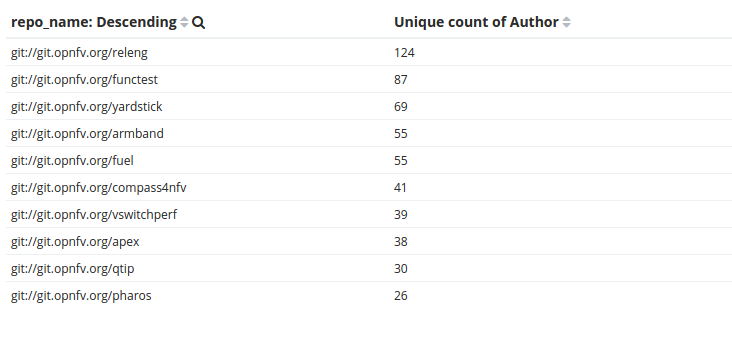 repo_name: Descending Unique count of Author
git://git.opnfv.org/releng 124
git://git.opnfv.org/functest 87
git://git.opnfv.org/yardstick 69
git://git.opnfv.org/armband 55
git://git.opnfv.org/fuel 55
git://git.opnfv.org/compass4nfv 41
git://git.opnfv.org/vswitchperf 39
git://git.opnfv.org/apex 38
git://git.opnfv.org/qtip 30
git://git.opnfv.org/pharos 26